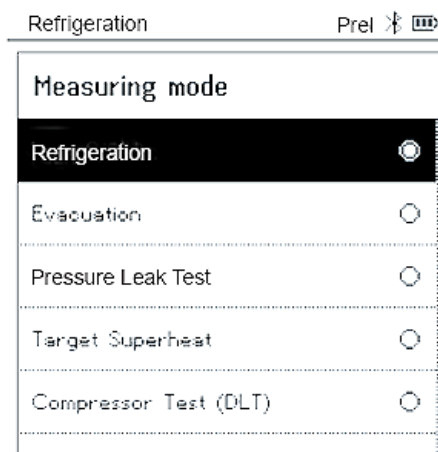 Refrigeration Prel
Measuring mode
Refrigeration
Evacuation
Pressure Leak Test
Target Superheat
Compressor Test (DLT)